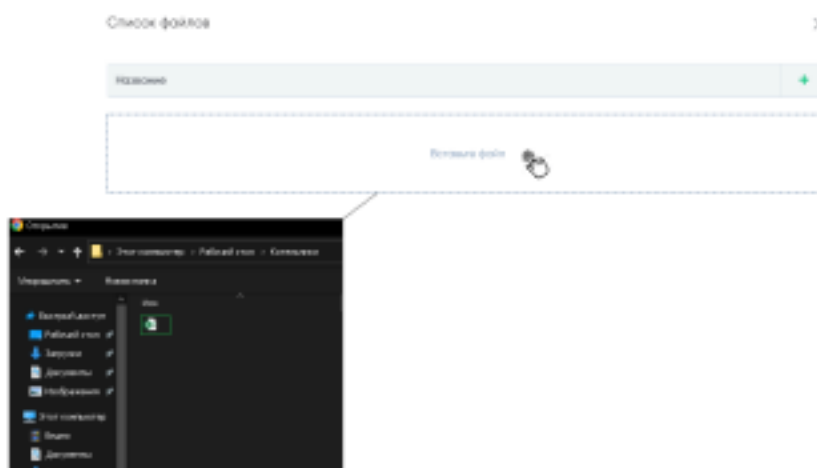 Список файлов
Название
Вставьте файл
Открытие
Этот компьютер › Рабочий стол ›
Упорядочить
Новая папка
Имя
Быстрый доступ
Рабочий стол
Загрузки
Документы
Изображения
Этот компьютер
Видео
Документы